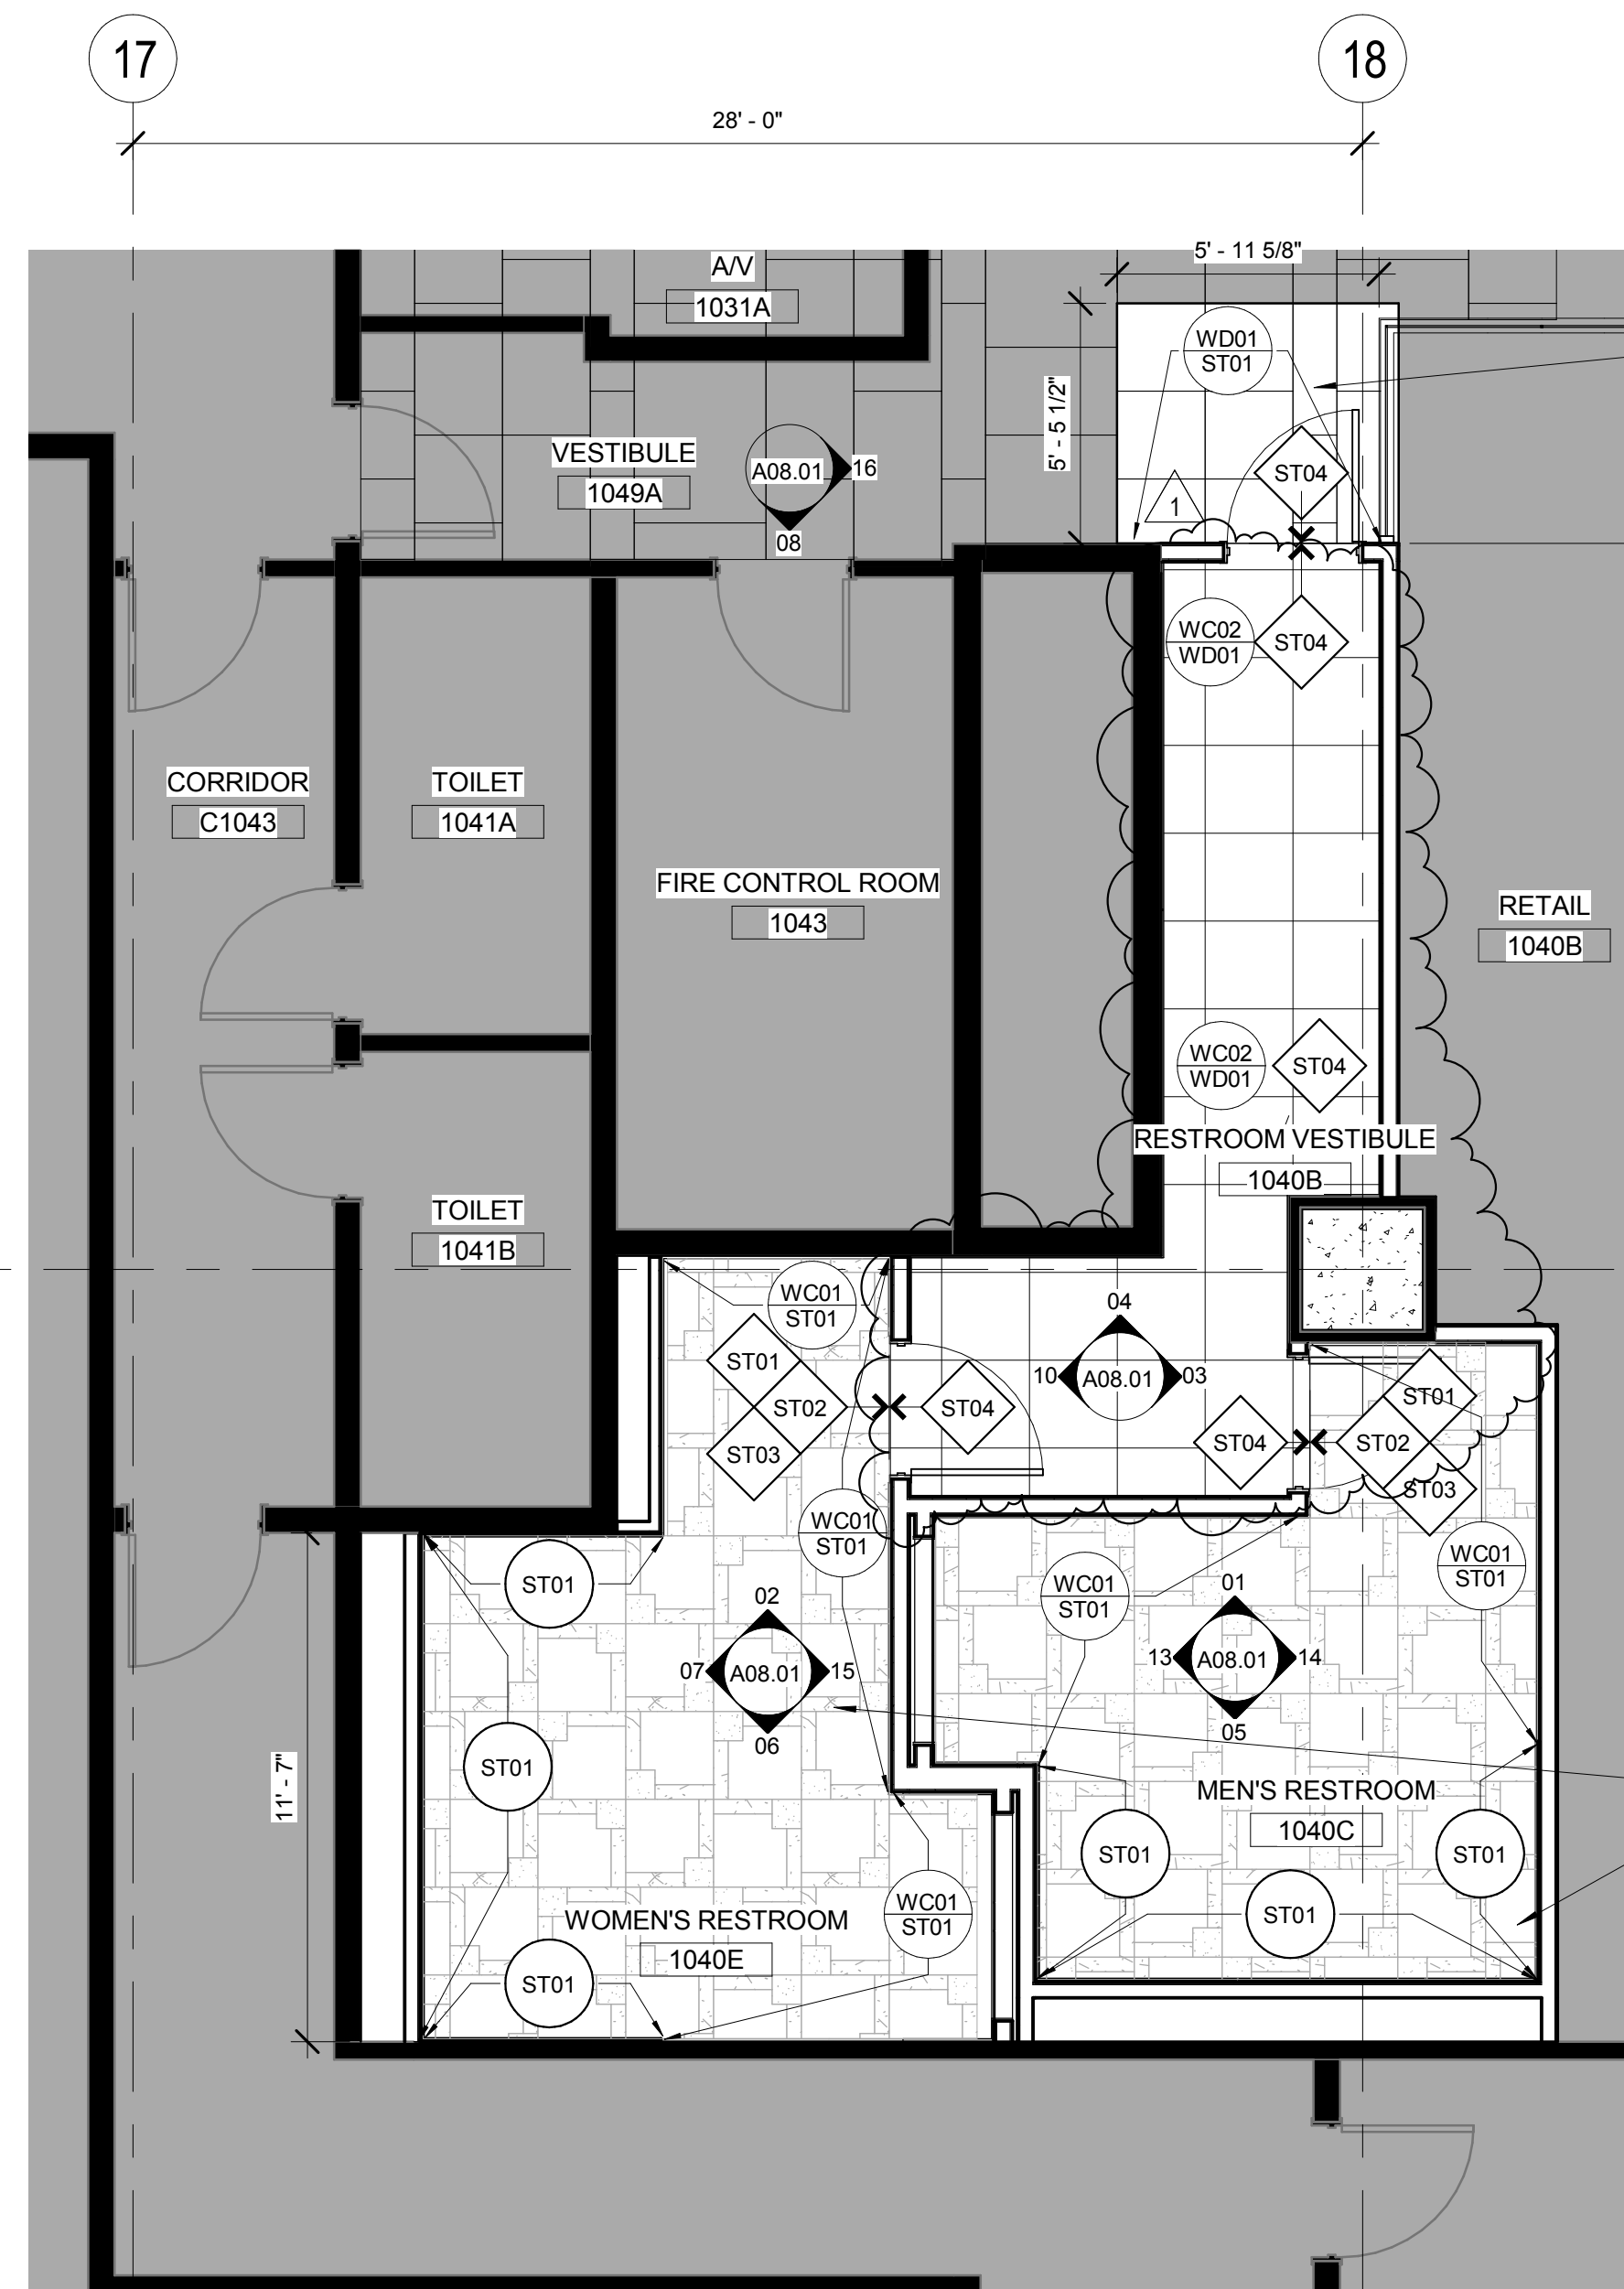 17
18
28' - 0"
5' - 11 5/8"
A/V
1031A
WD01
ST01
5' - 5 1/2"
VESTIBULE
1049A
A08.01
16
08
ST04
1
WC02
WD01
ST04
CORRIDOR
C1043
TOILET
1041A
FIRE CONTROL ROOM
1043
RETAIL
1040B
WC02
WD01
ST04
RESTROOM VESTIBULE
1040B
TOILET
1041B
WC01
ST01
04
10
A08.01
03
ST01
ST02
ST03
ST04
ST04
ST01
ST02
ST03
WC01
ST01
WC01
ST01
ST01
WC01
ST01
02
07
A08.01
15
06
01
13
A08.01
14
05
ST01
11' - 7"
MEN'S RESTROOM
1040C
ST01
ST01
ST01
WC01
ST01
WOMEN'S RESTROOM
1040E
ST01